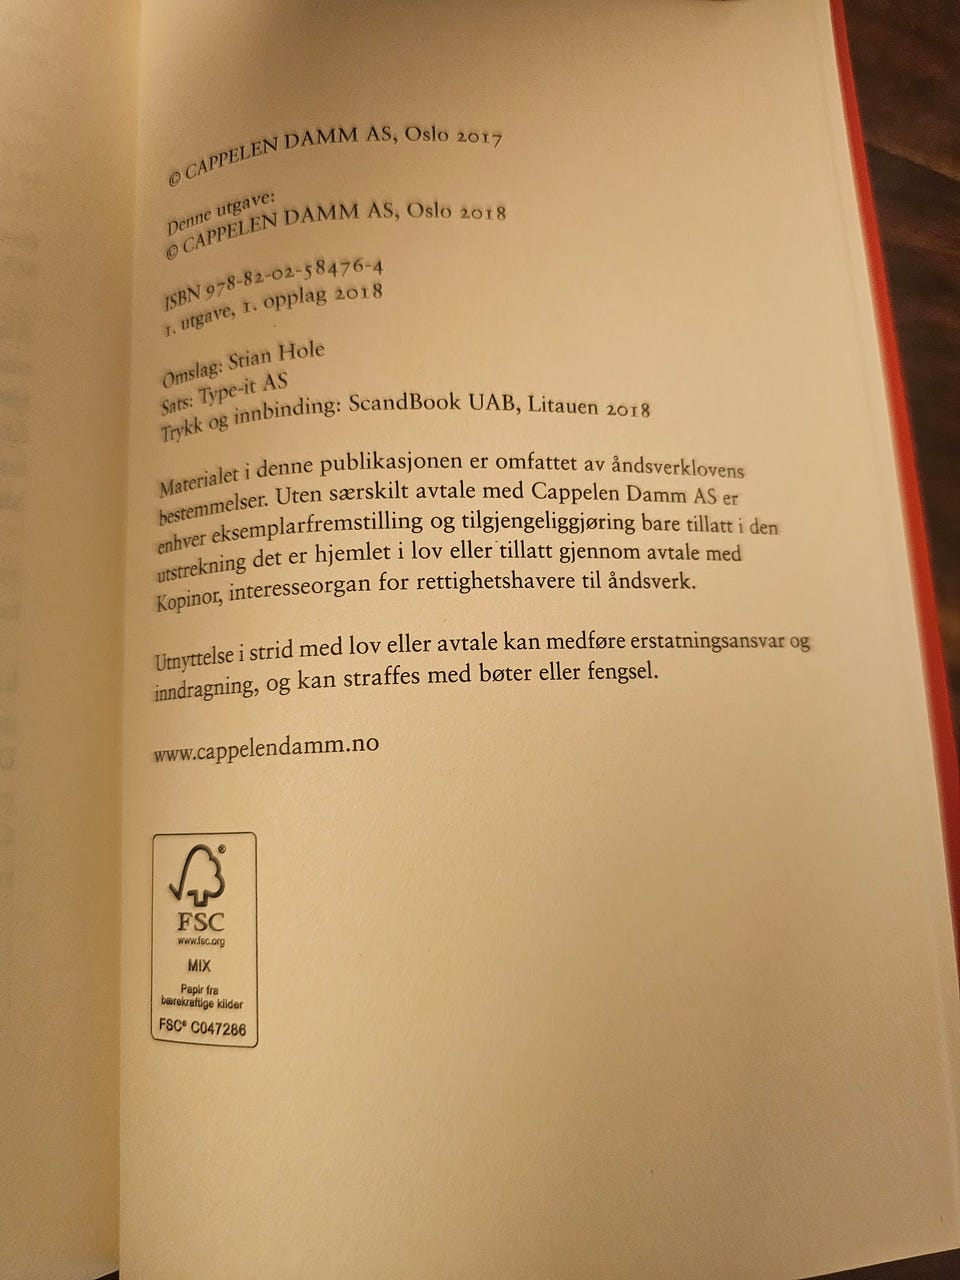 © CAPPELEN DAMM AS, Oslo 2017
Denne utgave:
© CAPPELEN DAMM AS, Oslo 2018
ISBN 978-82-02-58476-4
1. utgave, 1. opplag 2018
Omslag: Stian Hole
Sats: Type-it AS
Trykk og innbinding: ScandBook UAB, Litauen 2018
Materialet i denne publikasjonen er omfattet av åndsverklovens
bestemmelser. Uten særskilt avtale med Cappelen Damm AS er
enhver eksemplarfremstilling og tilgjengeliggjøring bare tillatt i den
utstrekning det er hjemlet i lov eller tillatt gjennom avtale med
Kopinor, interesseorgan for rettighetshavere til åndsverk.
Utnyttelse i strid med lov eller avtale kan medføre erstatningsansvar og
inndragning, og kan straffes med bøter eller fengsel.
www.cappelendamm.no
®
FSC
www.fsc.org
MIX
Papir fra
bærekraftige kilder
FSC® C047286